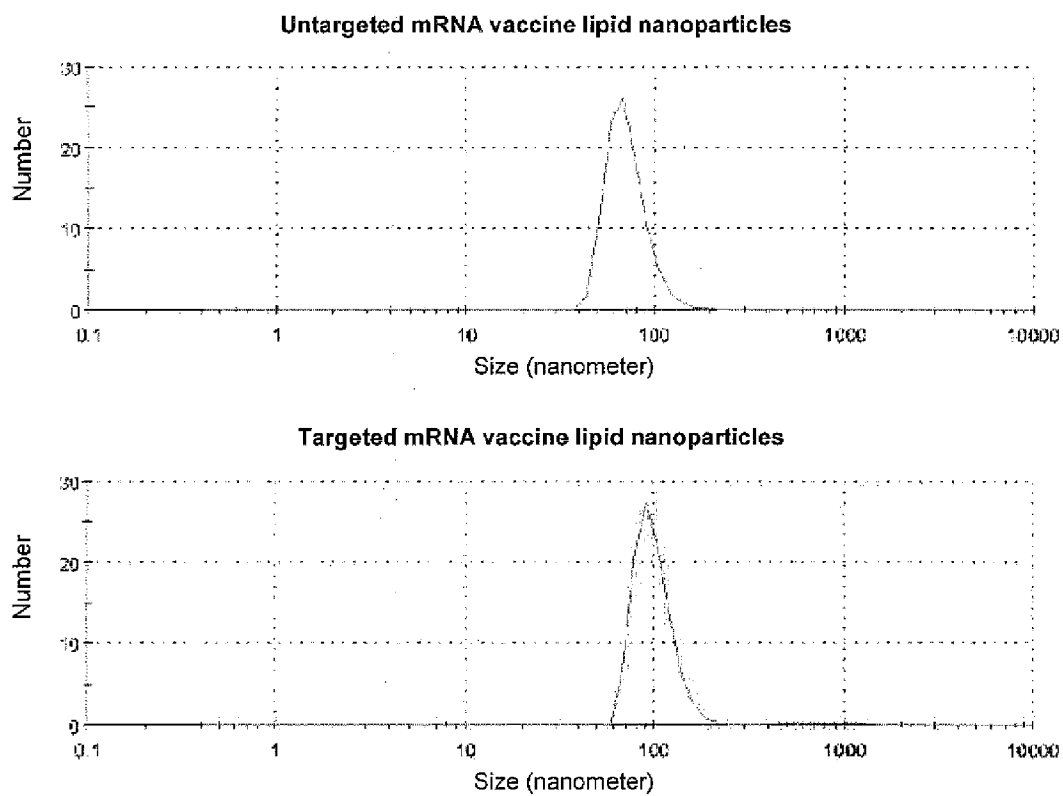 Untargeted mRNA vaccine lipid nanoparticles
30
20
10
0
Number
0.1 1 10 100 1000 10000
Size (nanometer)
Targeted mRNA vaccine lipid nanoparticles
30
20
10
0
Number
0.1 1 10 100 1000 10000
Size (nanometer)